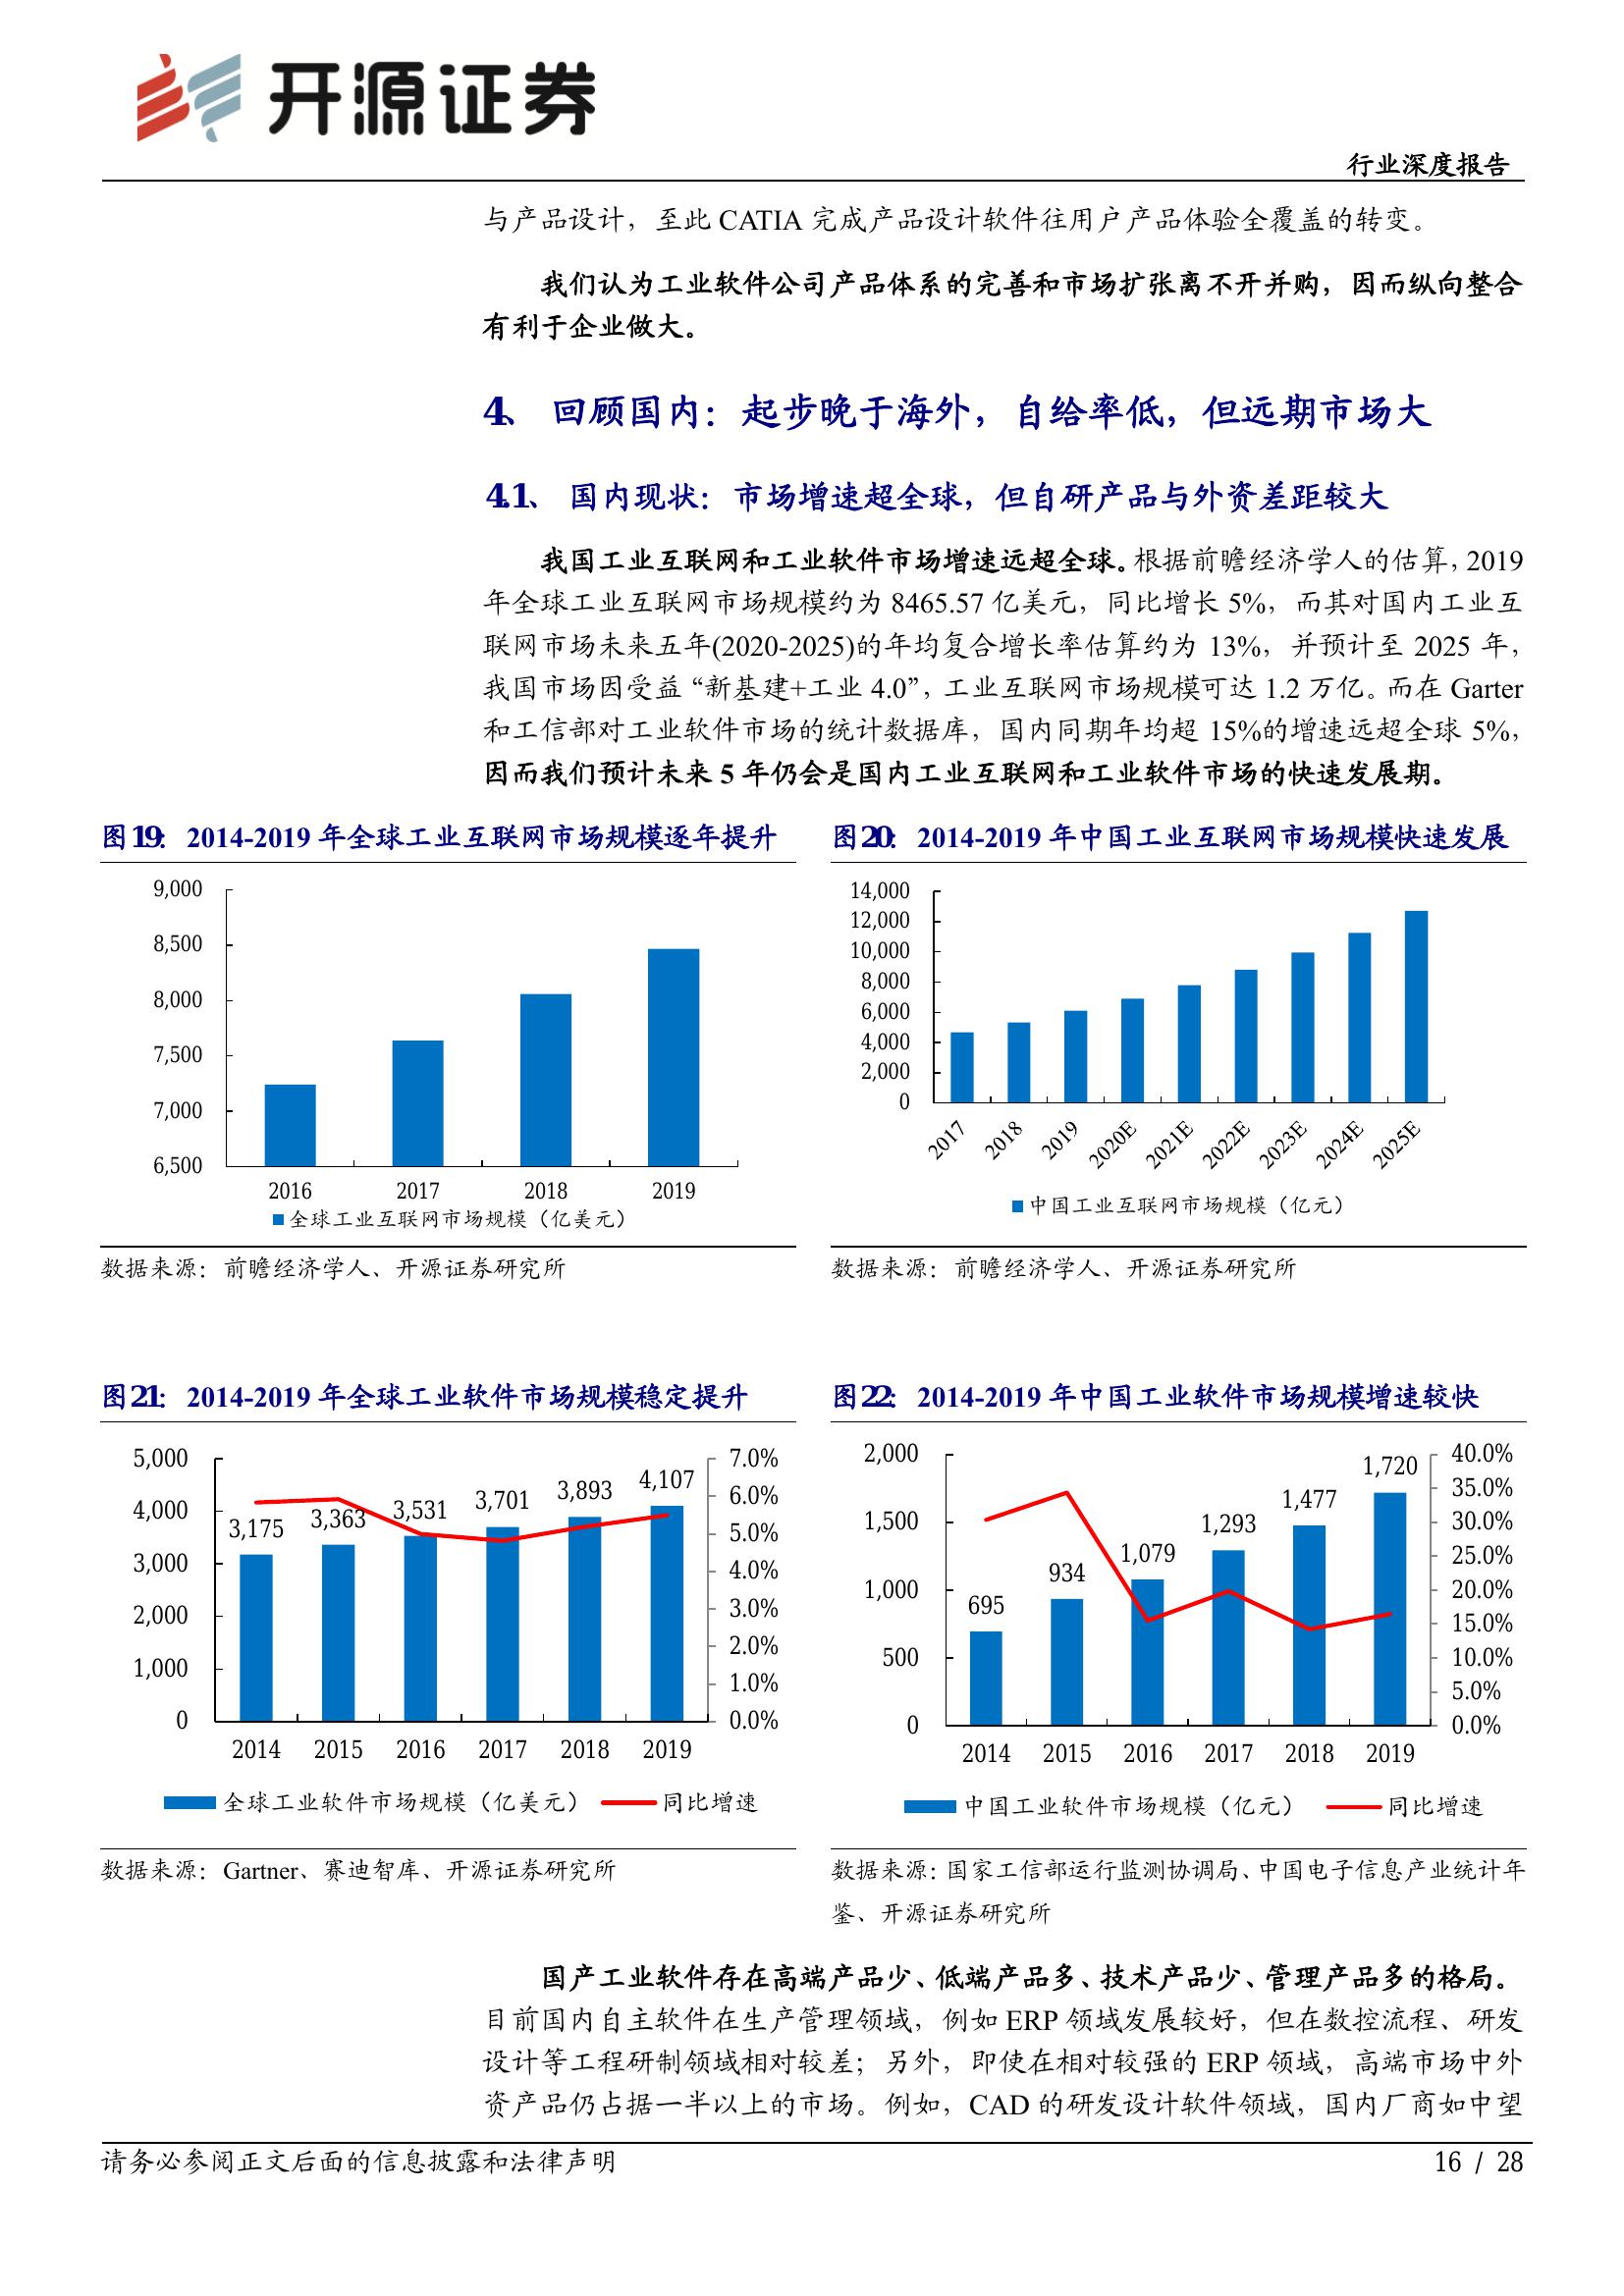 开源证券
行业深度报告
与产品设计，至此 CATIA 完成产品设计软件往用户产品体验全覆盖的转变。
我们认为工业软件公司产品体系的完善和市场扩张离不开并购，因而纵向整合
有利于企业做大。
4、 回顾国内：起步晚于海外，自给率低，但远期市场大
4.1、 国内现状：市场增速超全球，但自研产品与外资差距较大
我国工业互联网和工业软件市场增速远超全球。根据前瞻经济学人的估算，2019
年全球工业互联网市场规模约为 8465.57 亿美元，同比增长 5%，而其对国内工业互
联网市场未来五年(2020-2025)的年均复合增长率估算约为 13%，并预计至 2025 年，
我国市场因受益 “新基建+工业 4.0”，工业互联网市场规模可达 1.2 万亿。而在 Garter
和工信部对工业软件市场的统计数据库，国内同期年均超 15%的增速远超全球 5%，
因而我们预计未来 5 年仍会是国内工业互联网和工业软件市场的快速发展期。
图19： 2014-2019 年全球工业互联网市场规模逐年提升
9,000
8,500
8,000
7,500
7,000
6,500
2016 2017 2018 2019
全球工业互联网市场规模（亿美元）
数据来源：前瞻经济学人、开源证券研究所
图20： 2014-2019 年中国工业互联网市场规模快速发展
14,000
12,000
10,000
8,000
6,000
4,000
2,000
0
2017 2018 2019 2020E 2021E 2022E 2023E 2024E 2025E
中国工业互联网市场规模（亿元）
数据来源：前瞻经济学人、开源证券研究所
图21： 2014-2019 年全球工业软件市场规模稳定提升
5,000
4,000
3,000
2,000
1,000
0
3,175 3,363 3,531 3,701 3,893 4,107
7.0%
6.0%
5.0%
4.0%
3.0%
2.0%
1.0%
0.0%
2014 2015 2016 2017 2018 2019
全球工业软件市场规模（亿美元） 同比增速
数据来源：Gartner、赛迪智库、开源证券研究所
图22： 2014-2019 年中国工业软件市场规模增速较快
2,000
1,500
1,000
500
0
695 934 1,079 1,293 1,477 1,720
40.0%
35.0%
30.0%
25.0%
20.0%
15.0%
10.0%
5.0%
0.0%
2014 2015 2016 2017 2018 2019
中国工业软件市场规模（亿元） 同比增速
数据来源：国家工信部运行监测协调局、中国电子信息产业统计年
鉴、开源证券研究所
国产工业软件存在高端产品少、低端产品多、技术产品少、管理产品多的格局。
目前国内自主软件在生产管理领域，例如 ERP 领域发展较好，但在数控流程、研发
设计等工程研制领域相对较差；另外，即使在相对较强的 ERP 领域，高端市场中外
资产品仍占据一半以上的市场。例如，CAD 的研发设计软件领域，国内厂商如中望
请务必参阅正文后面的信息披露和法律声明
16 / 28